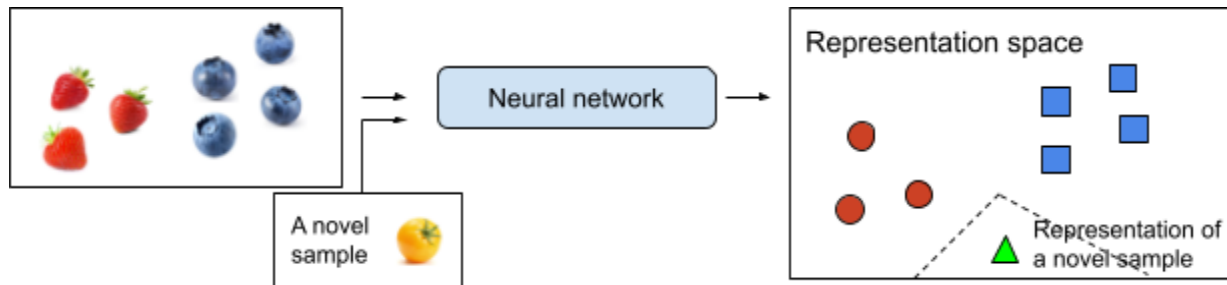 Neural network
A novel
sample
Representation space
Representation of
a novel sample